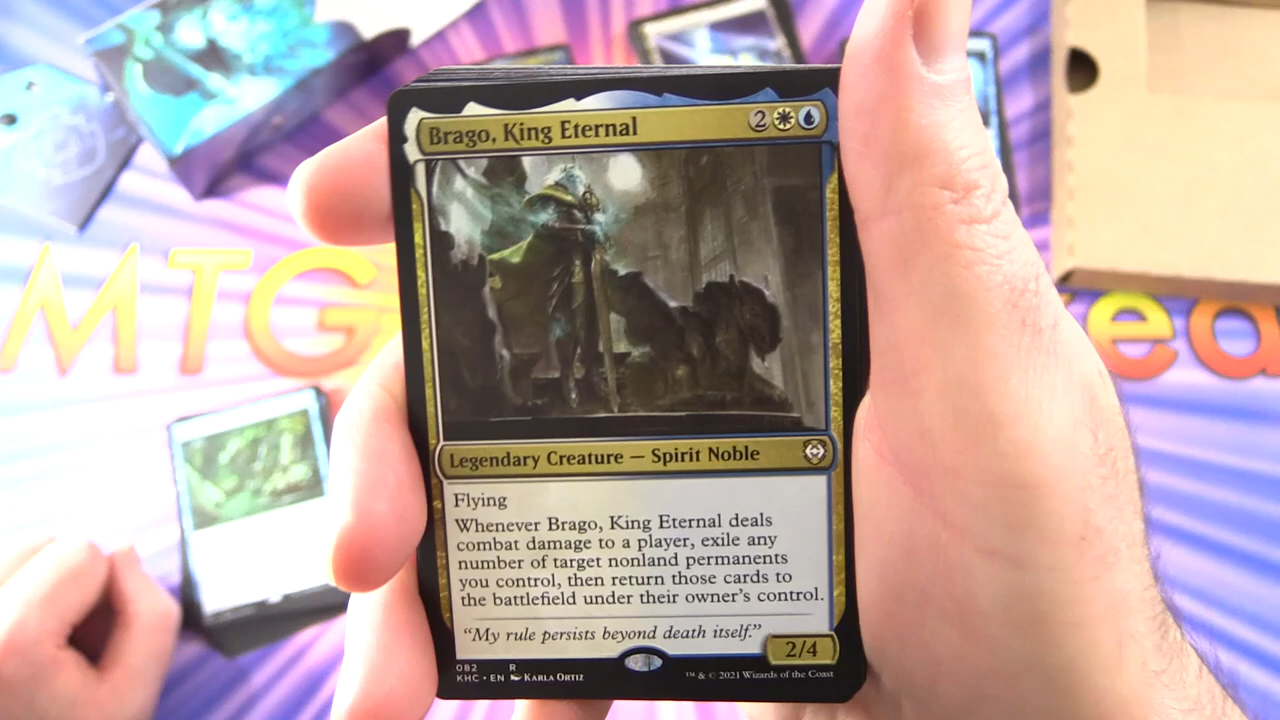 Brago, King Eternal
2
MTG
ea
Legendary Creature — Spirit Noble
Flying
Whenever Brago, King Eternal deals
combat damage to a player, exile any
number of target nonland permanents
you control, then return those cards to
the battlefield under their owner's control.
"My rule persists beyond death itself."
2/4
082 R
KHC • EN Karla Ortiz
™ & © 2021 Wizards of the Coast